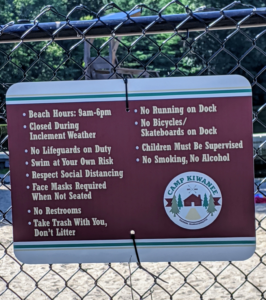 • Beach Hours: 9am-6pm
• Closed During
Inclement Weather
• No Lifeguards on Duty
• Swim at Your Own Risk
• Respect Social Distancing
• Face Masks Required
When Not Seated
• No Restrooms
• Take Trash With You,
Don't Litter
• No Running on Dock
• No Bicycles/
Skateboards on Dock
• Children Must Be Supervised
• No Smoking, No Alcohol
CAMP KIWANEE